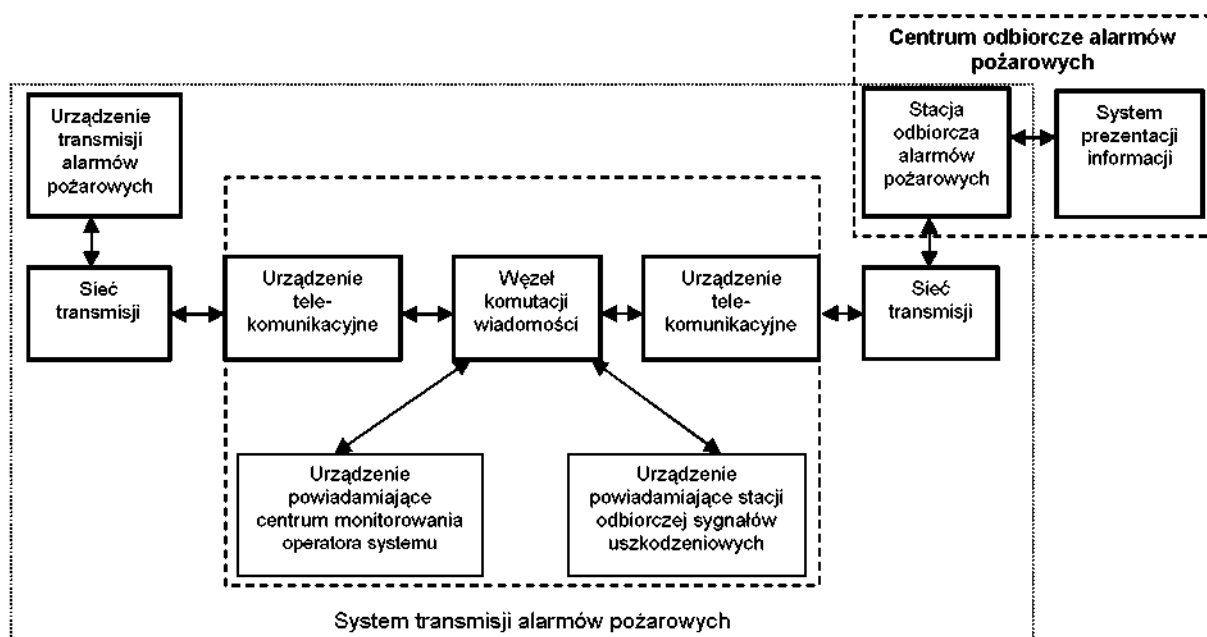 Centrum odbiorcze alarmów
pożarowych
Urządzenie
transmisji
alarmów
pożarowych
Stacja
odbiorcza
alarmów
pożarowych
System
prezentacji
informacji
Sieć
transmisji
Urządzenie
tele-
komunikacyjne
Węzeł
komutacji
wiadomości
Urządzenie
tele-
komunikacyjne
Sieć
transmisji
Urządzenie
powiadamiające
centrum monitorowania
operatora systemu
Urządzenie
powiadamiające stacji
odbiorczej sygnałów
uszkodzeniowych
System transmisji alarmów pożarowych